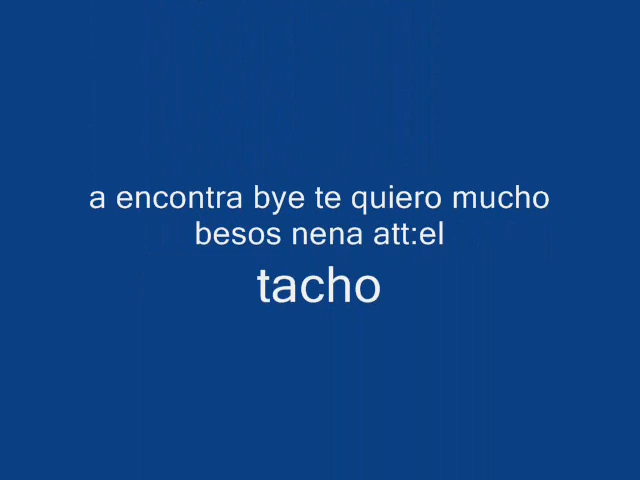 a encontra bye te quiero mucho
besos nena att:el
tacho